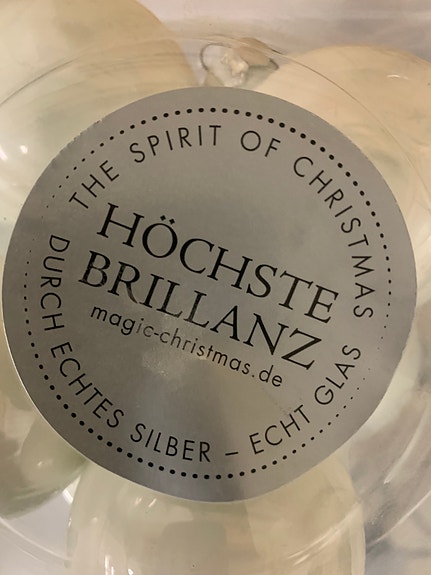 THE SPIRIT OF CHRISTMAS
HÖCHSTE
BRILLANZ
magic-christmas.de
DURCH ECHTES SILBER – ECHT GLAS